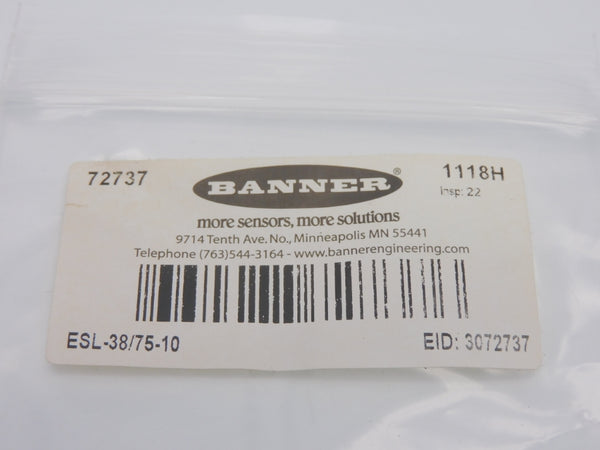 72737
BANNER®
1118H
insp: 22
more sensors, more solutions
9714 Tenth Ave. No., Minneapolis MN 55441
Telephone (763)544-3164 - www.bannerengineering.com
ESL-38/75-10
EID: 3072737